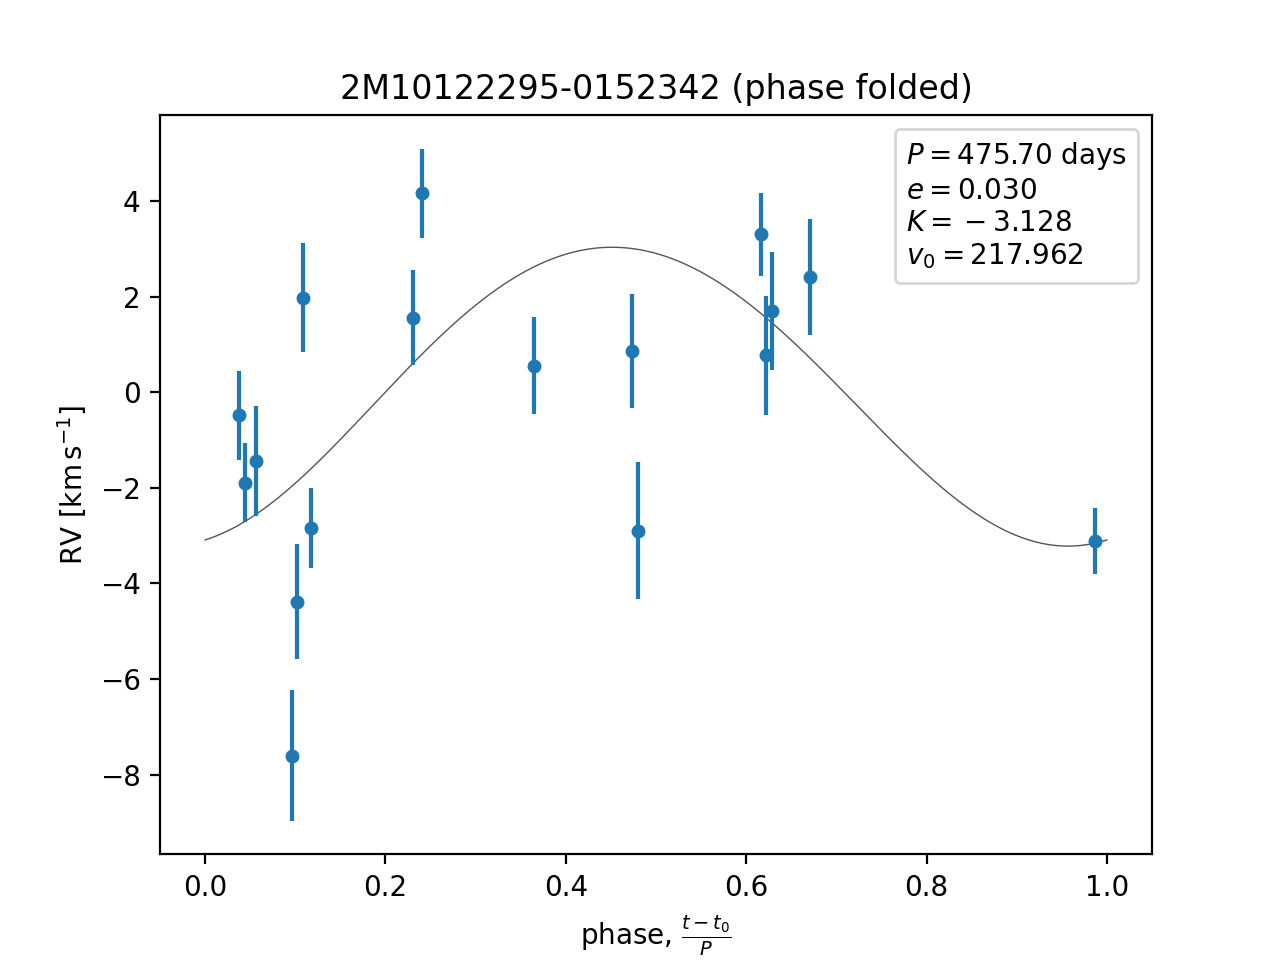 2M10122295-0152342 (phase folded)
P = 475.70 days
e = 0.030
K = −3.128
v₀ = 217.962
4
2
0
−2
−4
−6
−8
RV [km s⁻¹]
0.0 0.2 0.4 0.6 0.8 1.0
phase, (t − t₀)/P